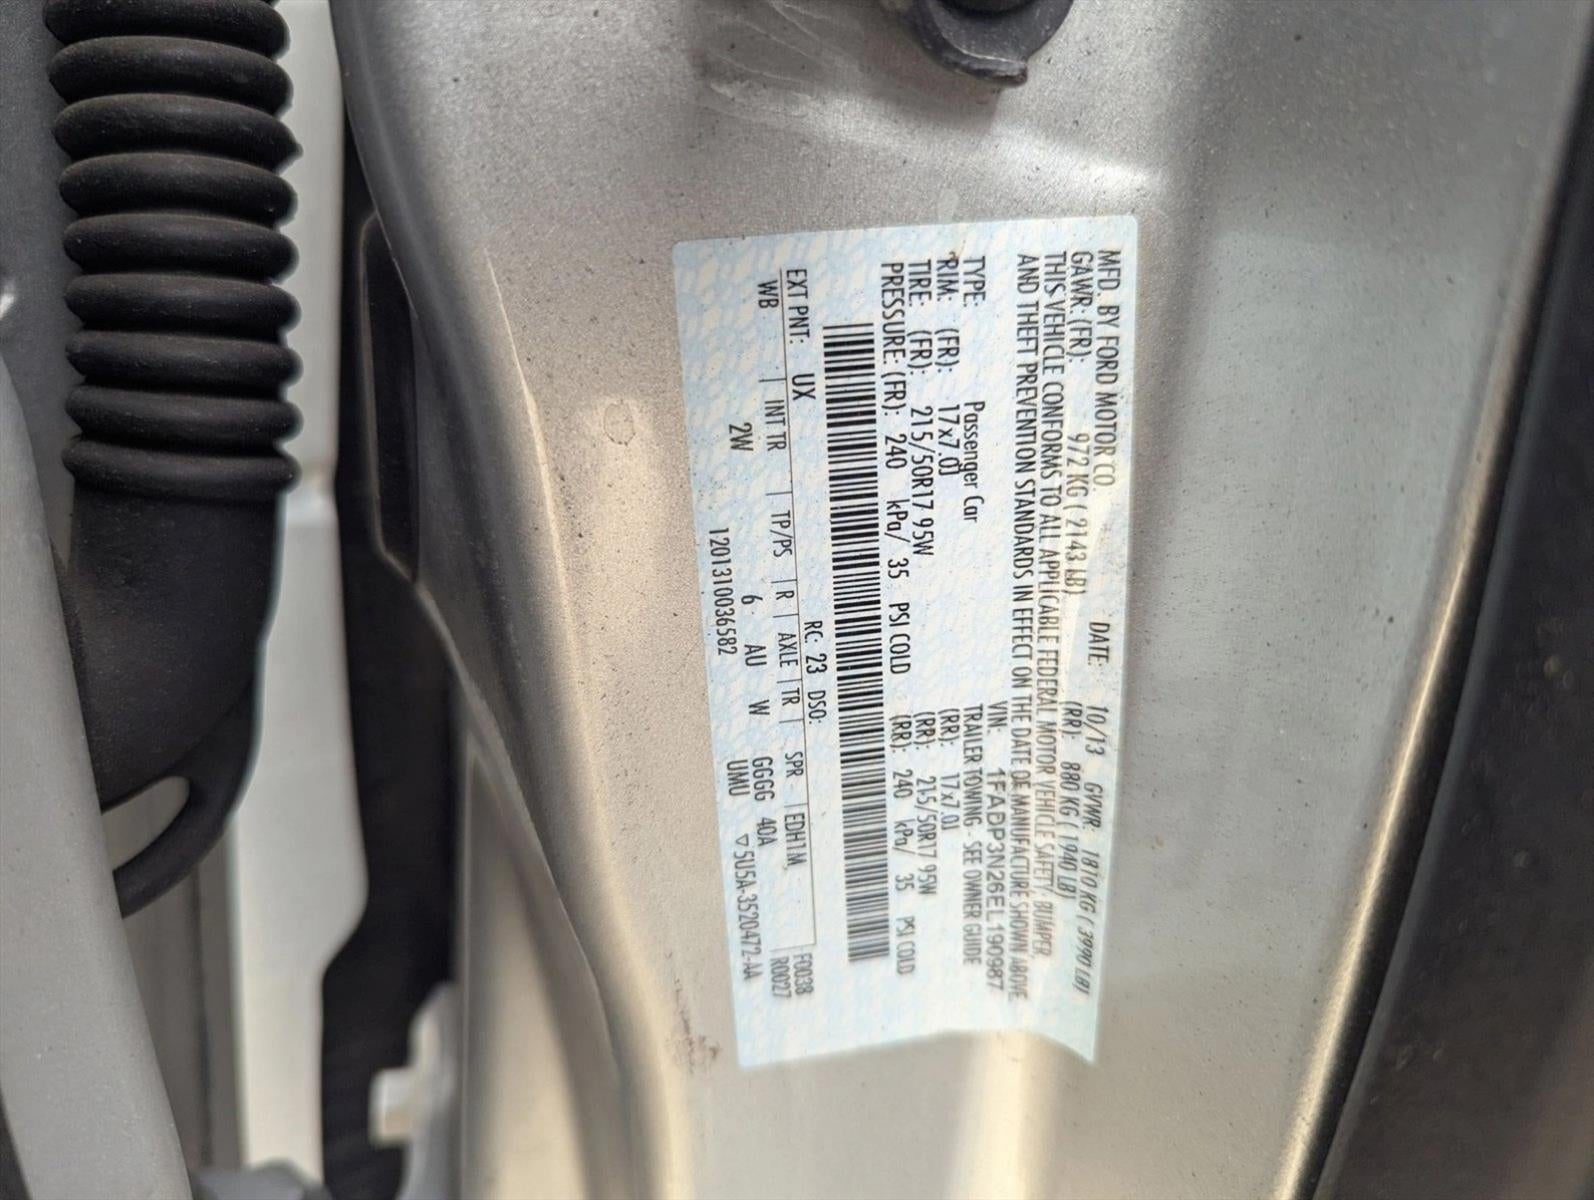 MFD. BY FORD MOTOR CO. DATE: 10/13 GVWR: 1810 KG ( 3990 LB)
GAWR: (FR): 972 KG ( 2143 LB) (RR): 880 KG ( 1940 LB)
THIS VEHICLE CONFORMS TO ALL APPLICABLE FEDERAL MOTOR VEHICLE SAFETY, BUMPER,
AND THEFT PREVENTION STANDARDS IN EFFECT ON THE DATE OF MANUFACTURE SHOWN ABOVE
VIN: 1FADP3N26EL190987
TYPE: Passenger Car TRAILER TOWING - SEE OWNER GUIDE
RIM: (FR): 17x7.0J (RR): 17x7.0J
TIRE: (FR): 215/50R17 95W (RR): 215/50R17 95W
PRESSURE: (FR): 240 kPa/ 35 PSI COLD (RR): 240 kPa/ 35 PSI COLD
RC: 23 DSO: F0038
EXT PNT: UX R0027
WB | INT TR | TP/PS | R | AXLE | TR | SPR EDH1M,
2W 6 AU W GGGG 40A
1201310036582 UMU ▽5U5A-3520472-AA